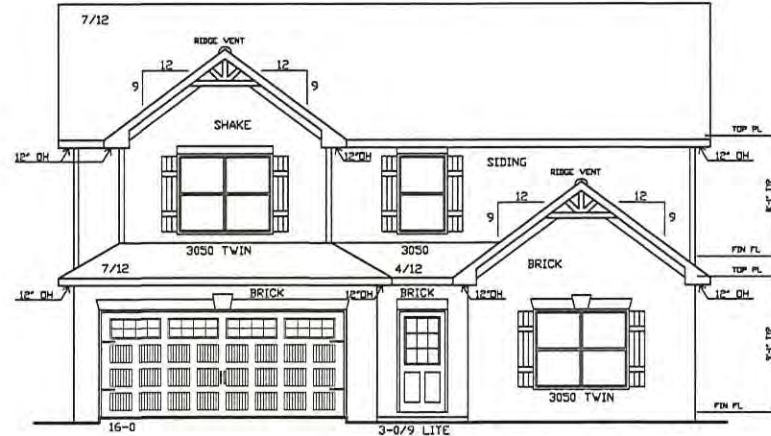 7/12
RIDGE VENT
12 12
9 9
SHAKE
TOP PL
12" OH 12"OH 12" OH
SIDING
RIDGE VENT
12 12
9 9
3050 TWIN 3050
FIN FL
7/12 4/12 BRICK
TOP PL
12" OH BRICK 12"OH BRICK 12"OH 12" OH
3050 TWIN
FIN FL
16-0 3-0/9 LITE